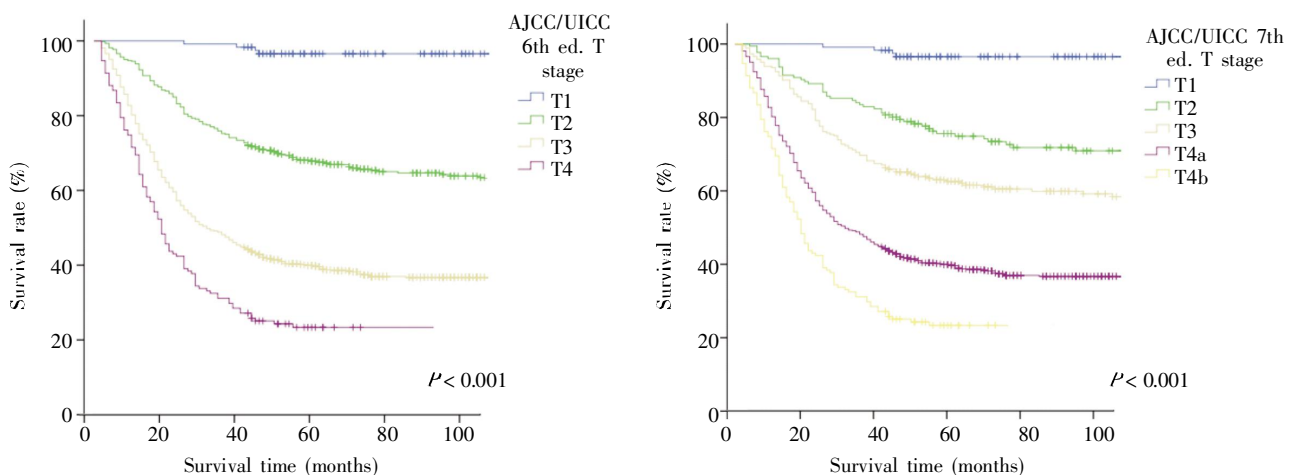 AJCC/UICC
6th ed. T
stage
T1
T2
T3
T4
100
80
60
40
20
0
Survival rate (%)
P < 0.001
0 20 40 60 80 100
Survival time (months)
AJCC/UICC 7th
ed. T stage
T1
T2
T3
T4a
T4b
100
80
60
40
20
0
Survival rate (%)
P < 0.001
0 20 40 60 80 100
Survival time (months)